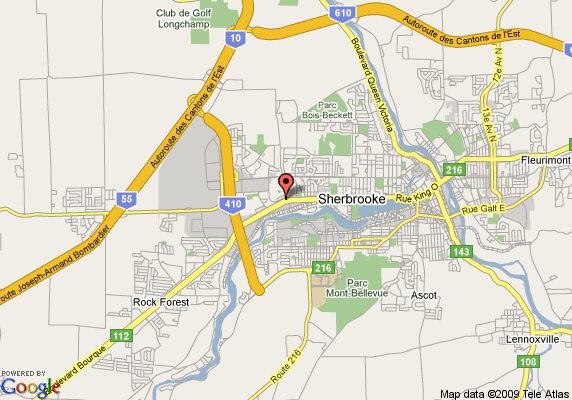 Club de Golf
Longchamp
610
Autoroute des Cantons de l'Est
10
Autoroute des Cantons de l'Est
Boulevard Queen Victoria
12e Av N
13e Av N
Parc
Bois-Beckett
216
Fleurimont
55
410
Sherbrooke
Rue King O
Rue Galt E
Route Joseph-Armand Bombardier
143
216
Parc
Mont-Bellevue
Ascot
Rock Forest
112
Lennoxville
108
Route 216
Boulevard Bourque
POWERED BY
Google
Map data ©2009 Tele Atlas